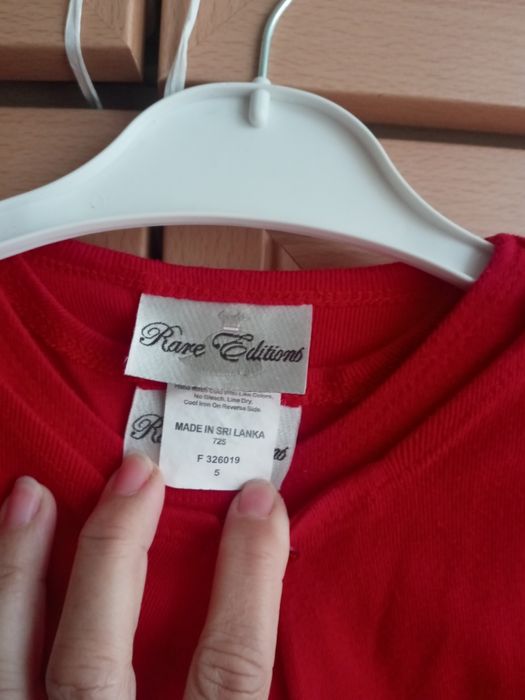 Rare Editions
Hand Wash Cold With Like Colors,
No Bleach, Line Dry.
Cool Iron On Reverse Side.
MADE IN SRI LANKA
725
F 326019
5